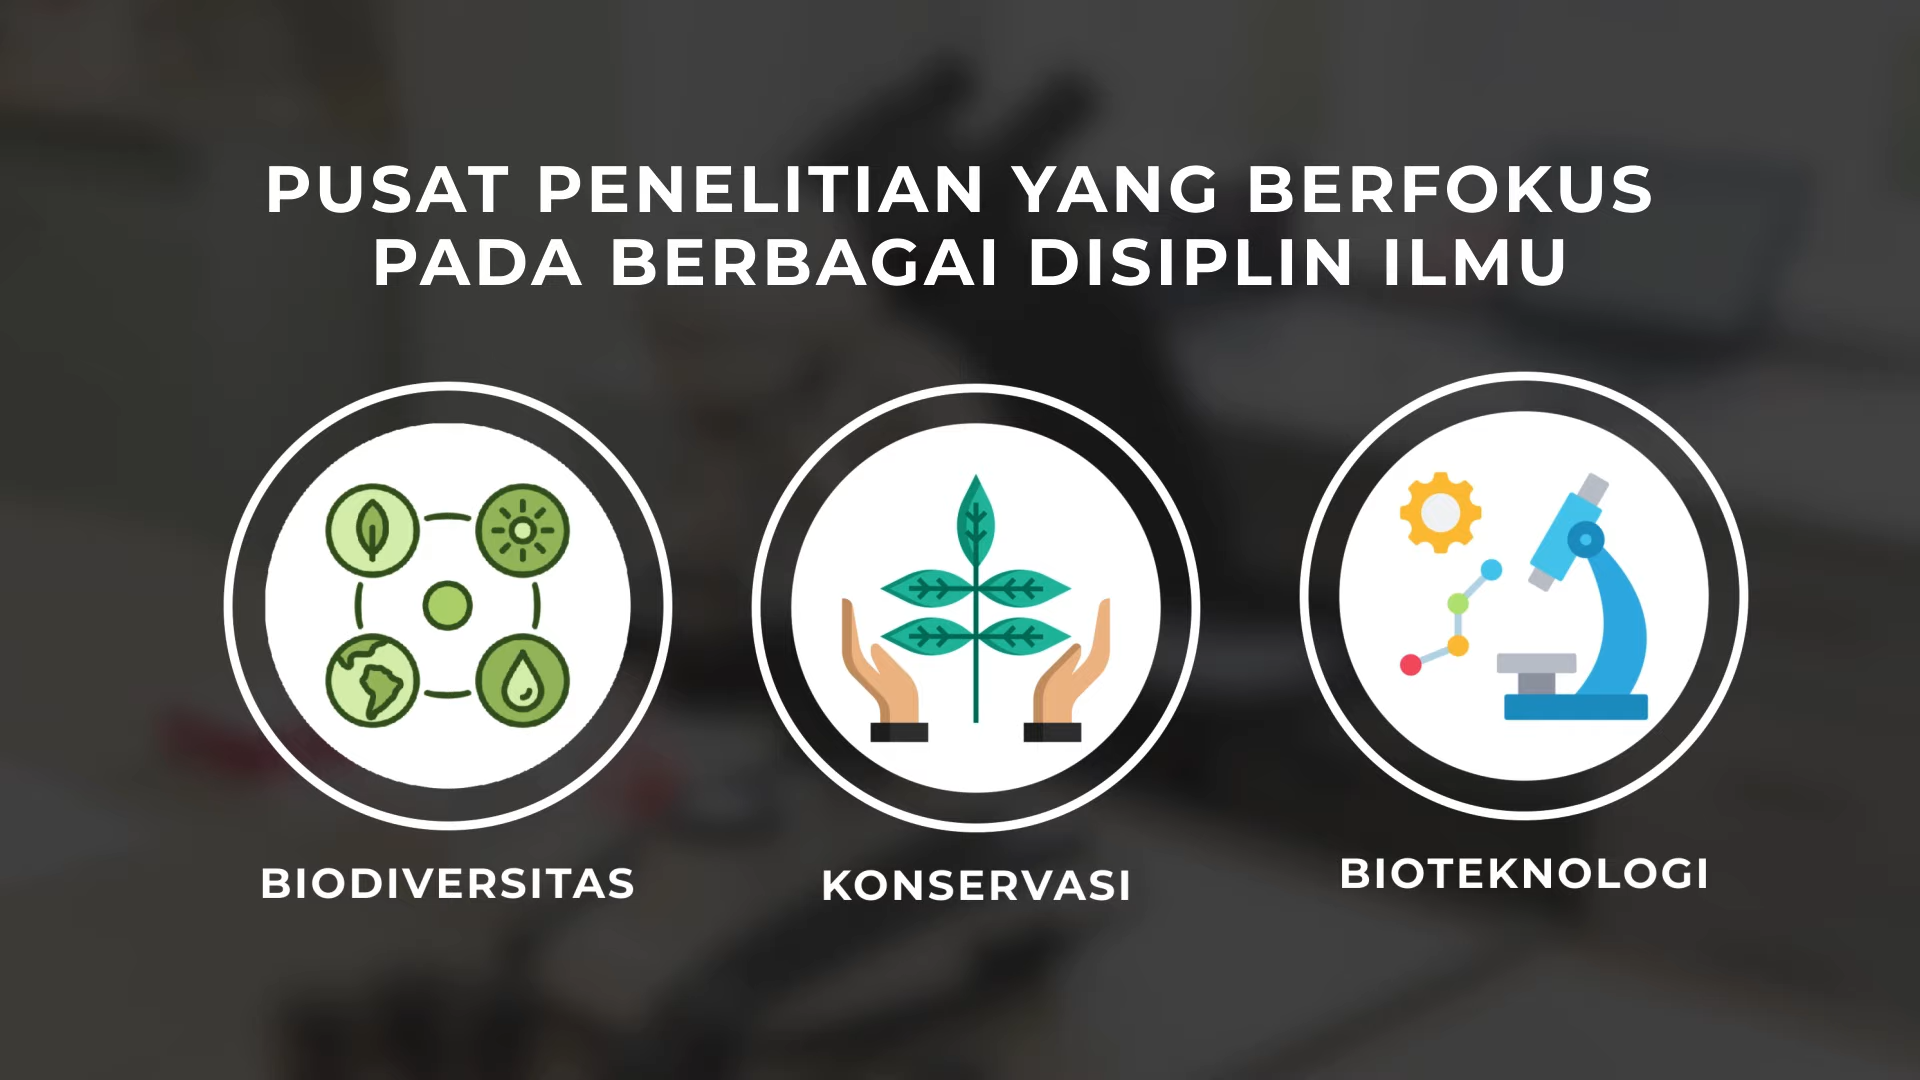 PUSAT PENELITIAN YANG BERFOKUS
PADA BERBAGAI DISIPLIN ILMU
BIODIVERSITAS
KONSERVASI
BIOTEKNOLOGI